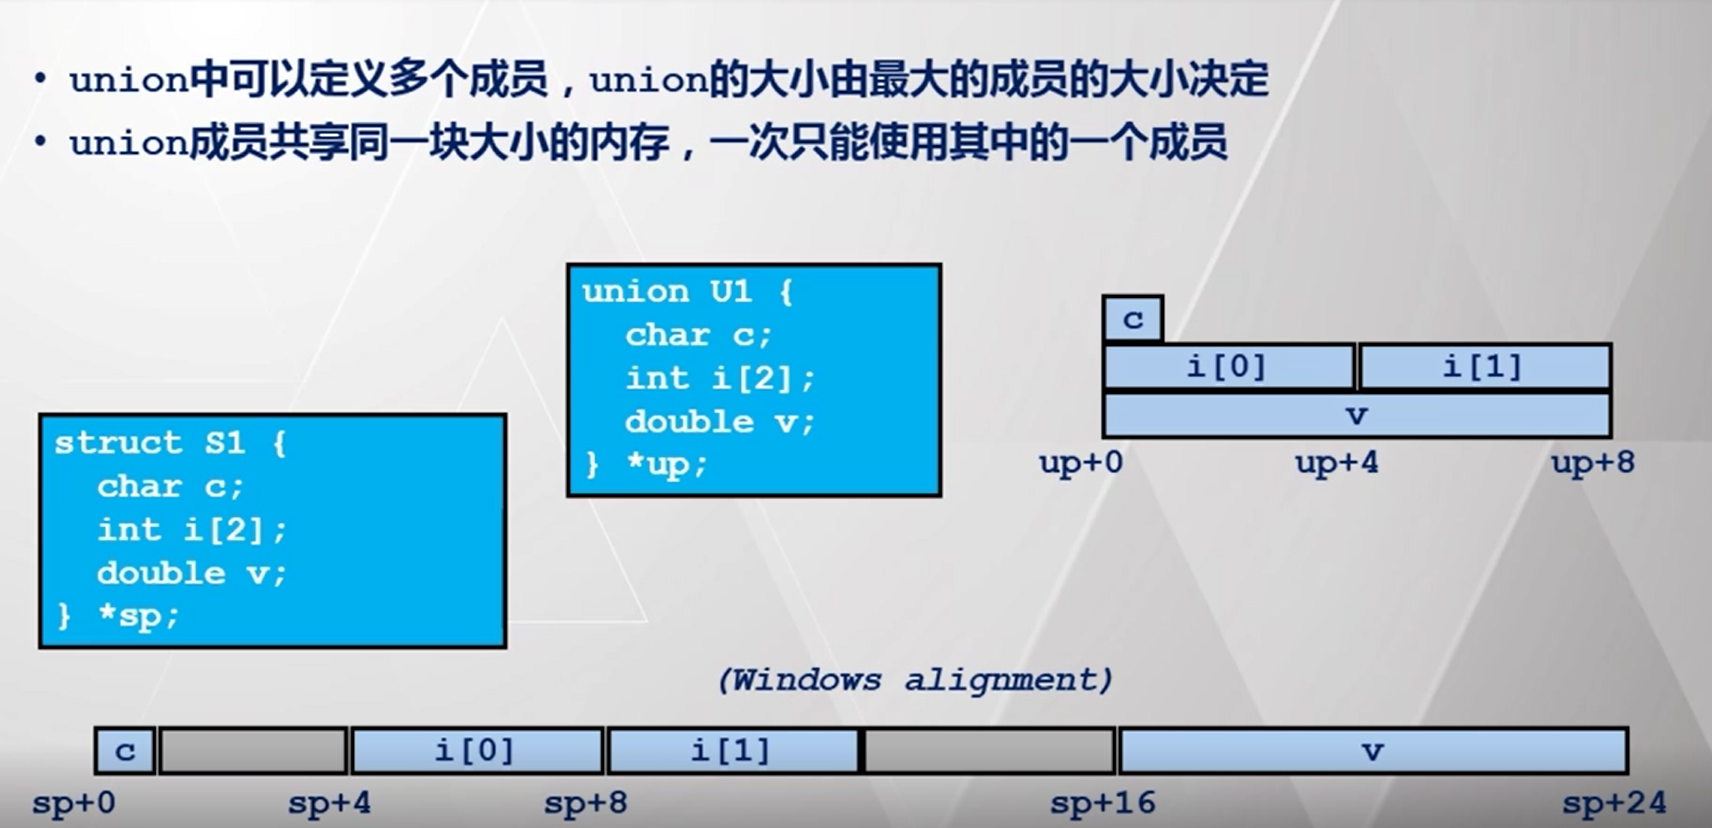 • union中可以定义多个成员，union的大小由最大的成员的大小决定
• union成员共享同一块大小的内存，一次只能使用其中的一个成员
union U1 {
char c;
int i[2];
double v;
} *up;
c
i[0] i[1]
v
up+0 up+4 up+8
struct S1 {
char c;
int i[2];
double v;
} *sp;
(Windows alignment)
c i[0] i[1] v
sp+0 sp+4 sp+8 sp+16 sp+24